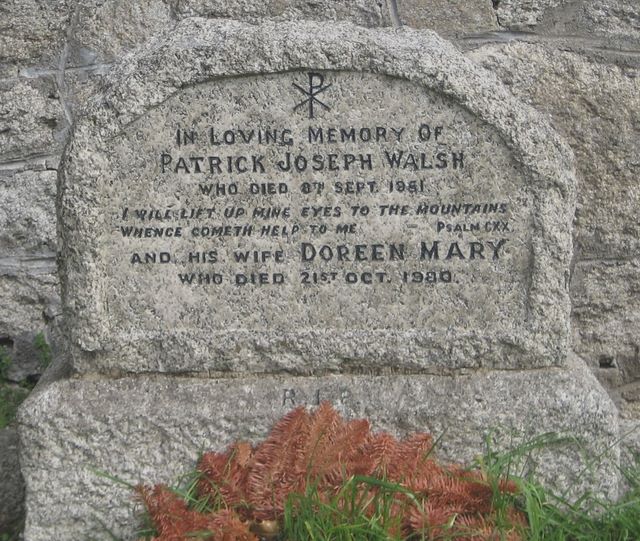 IN LOVING MEMORY OF
PATRICK JOSEPH WALSH
WHO DIED 8TH SEPT. 1951
I WILL LIFT UP MINE EYES TO THE MOUNTAINS
WHENCE COMETH HELP TO ME PSALM CXX.
AND HIS WIFE DOREEN MARY
WHO DIED 21ST OCT. 1980.
R.I.P.